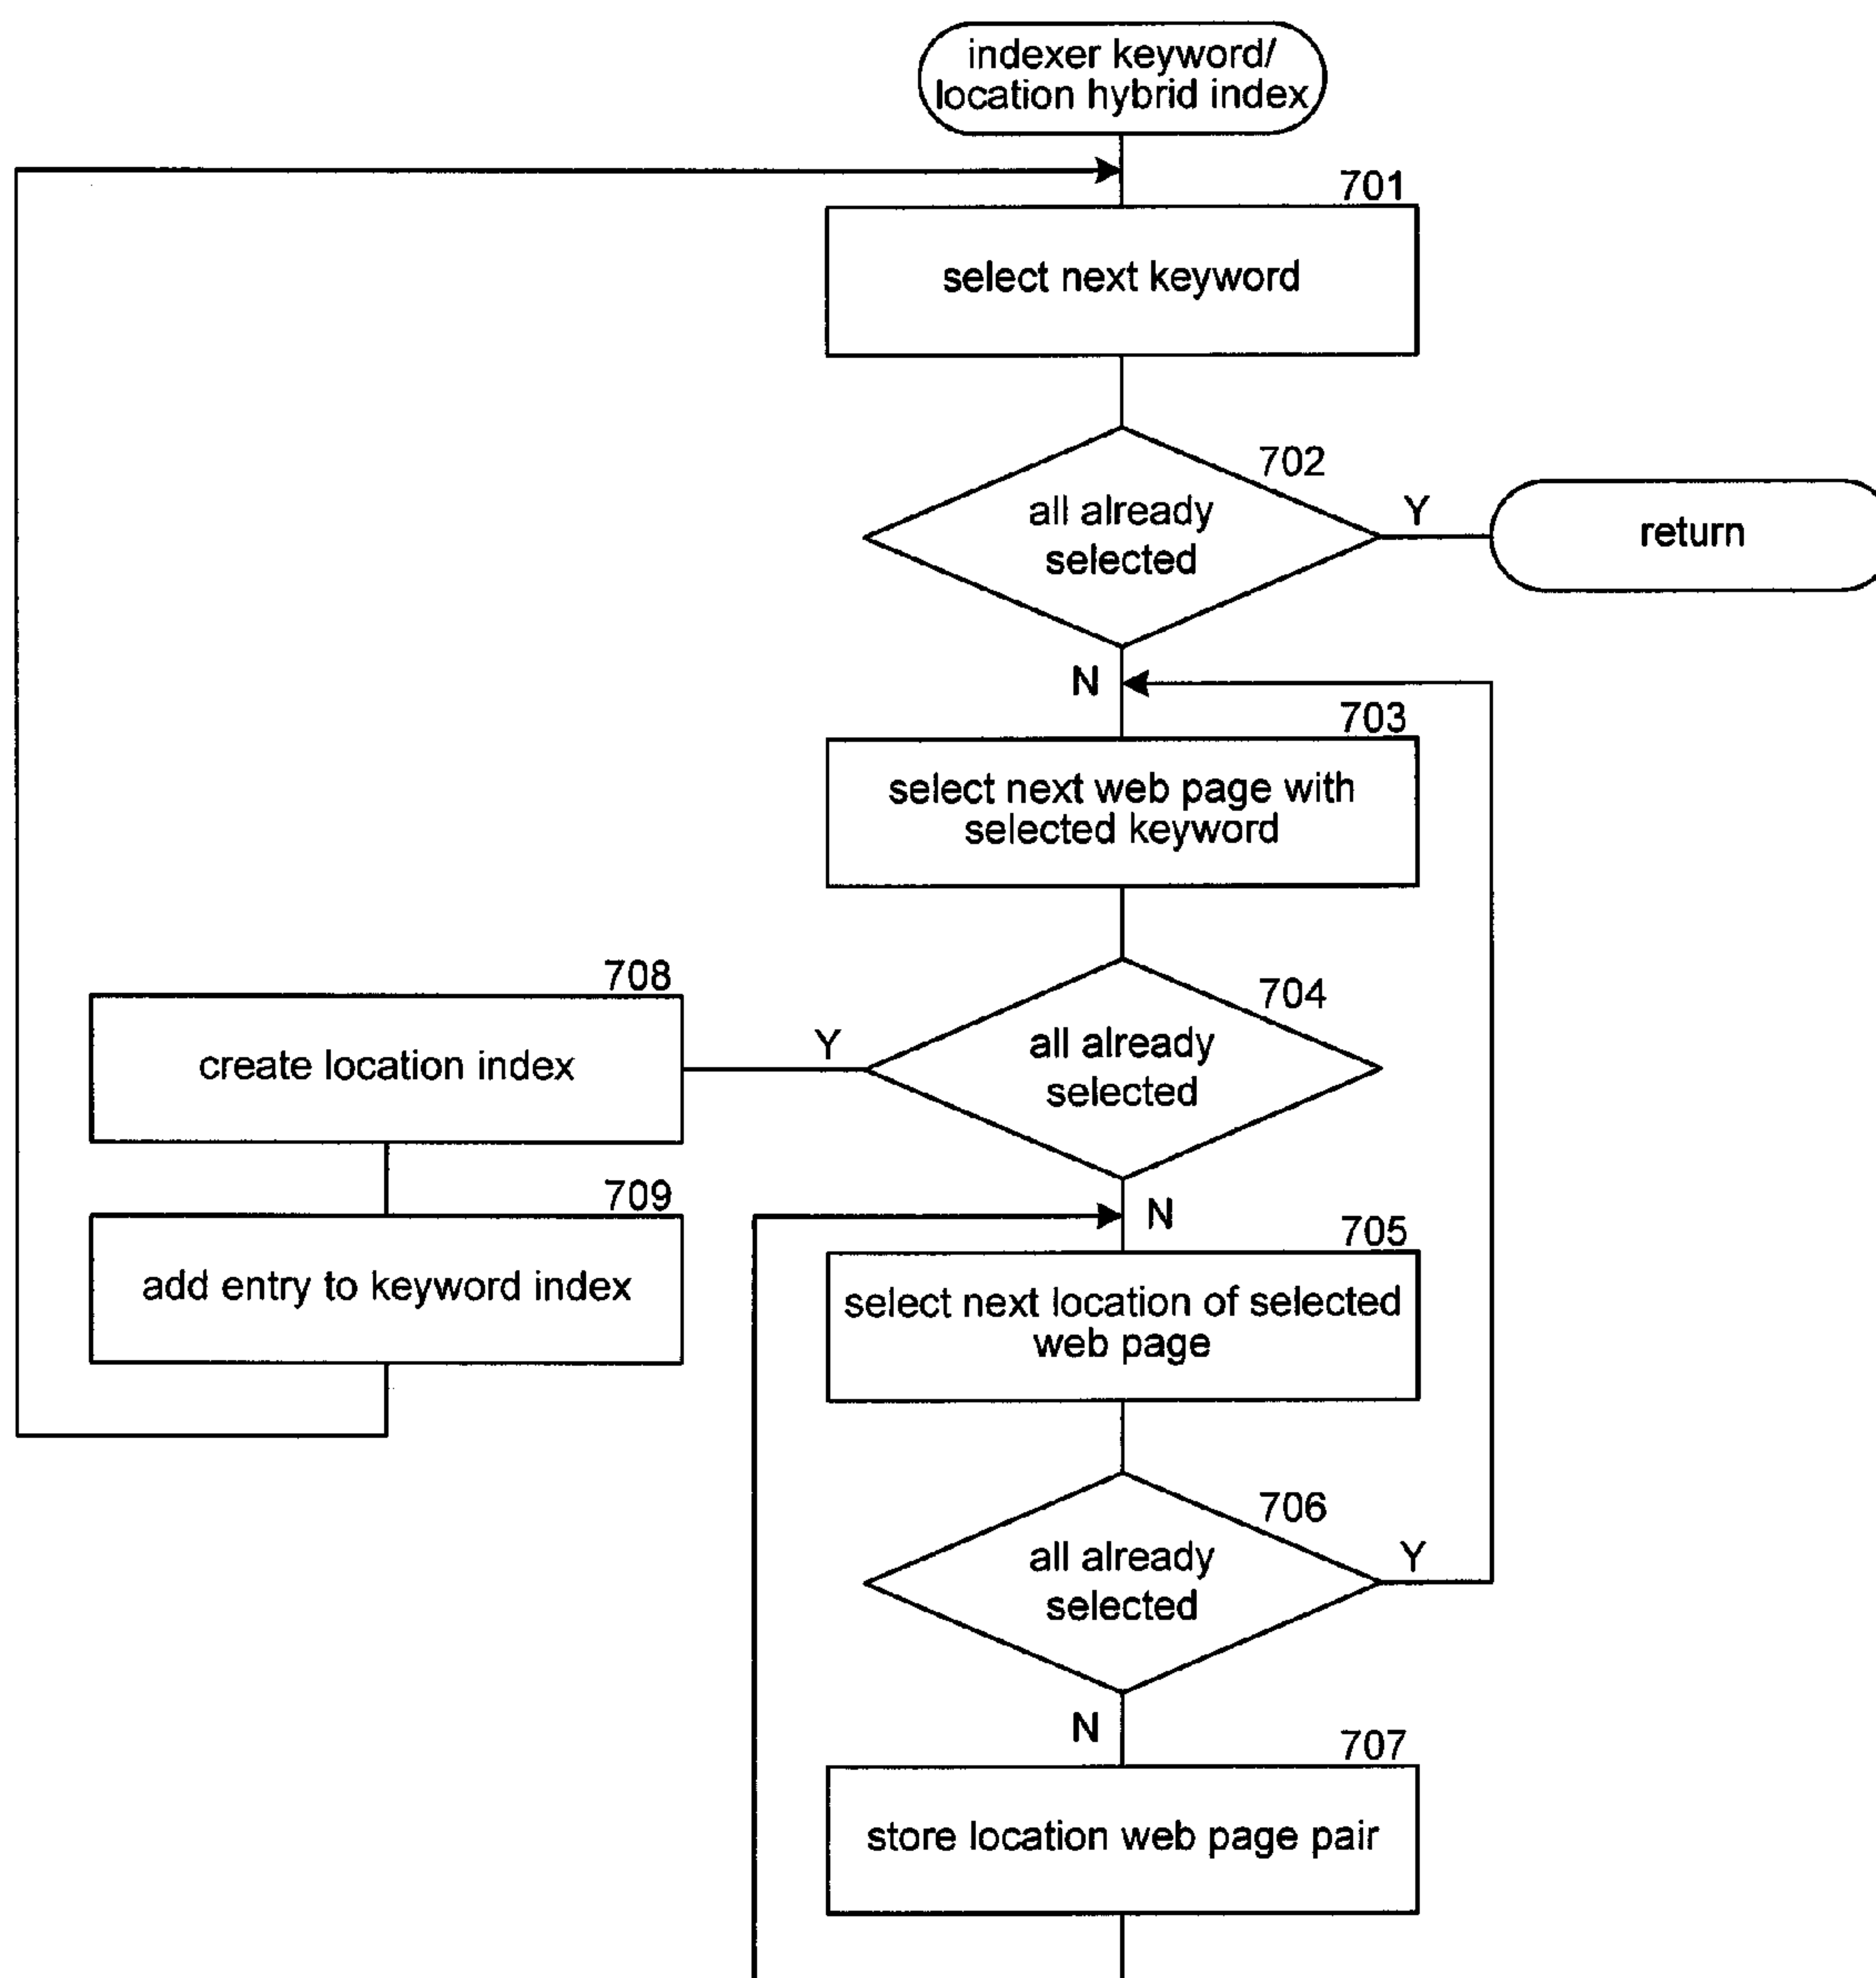 indexer keyword/
location hybrid index
701
select next keyword
702
all already
selected
Y
return
N
703
select next web page with
selected keyword
704
all already
selected
Y
708
create location index
709
add entry to keyword index
N
705
select next location of selected
web page
706
all already
selected
Y
N
707
store location web page pair